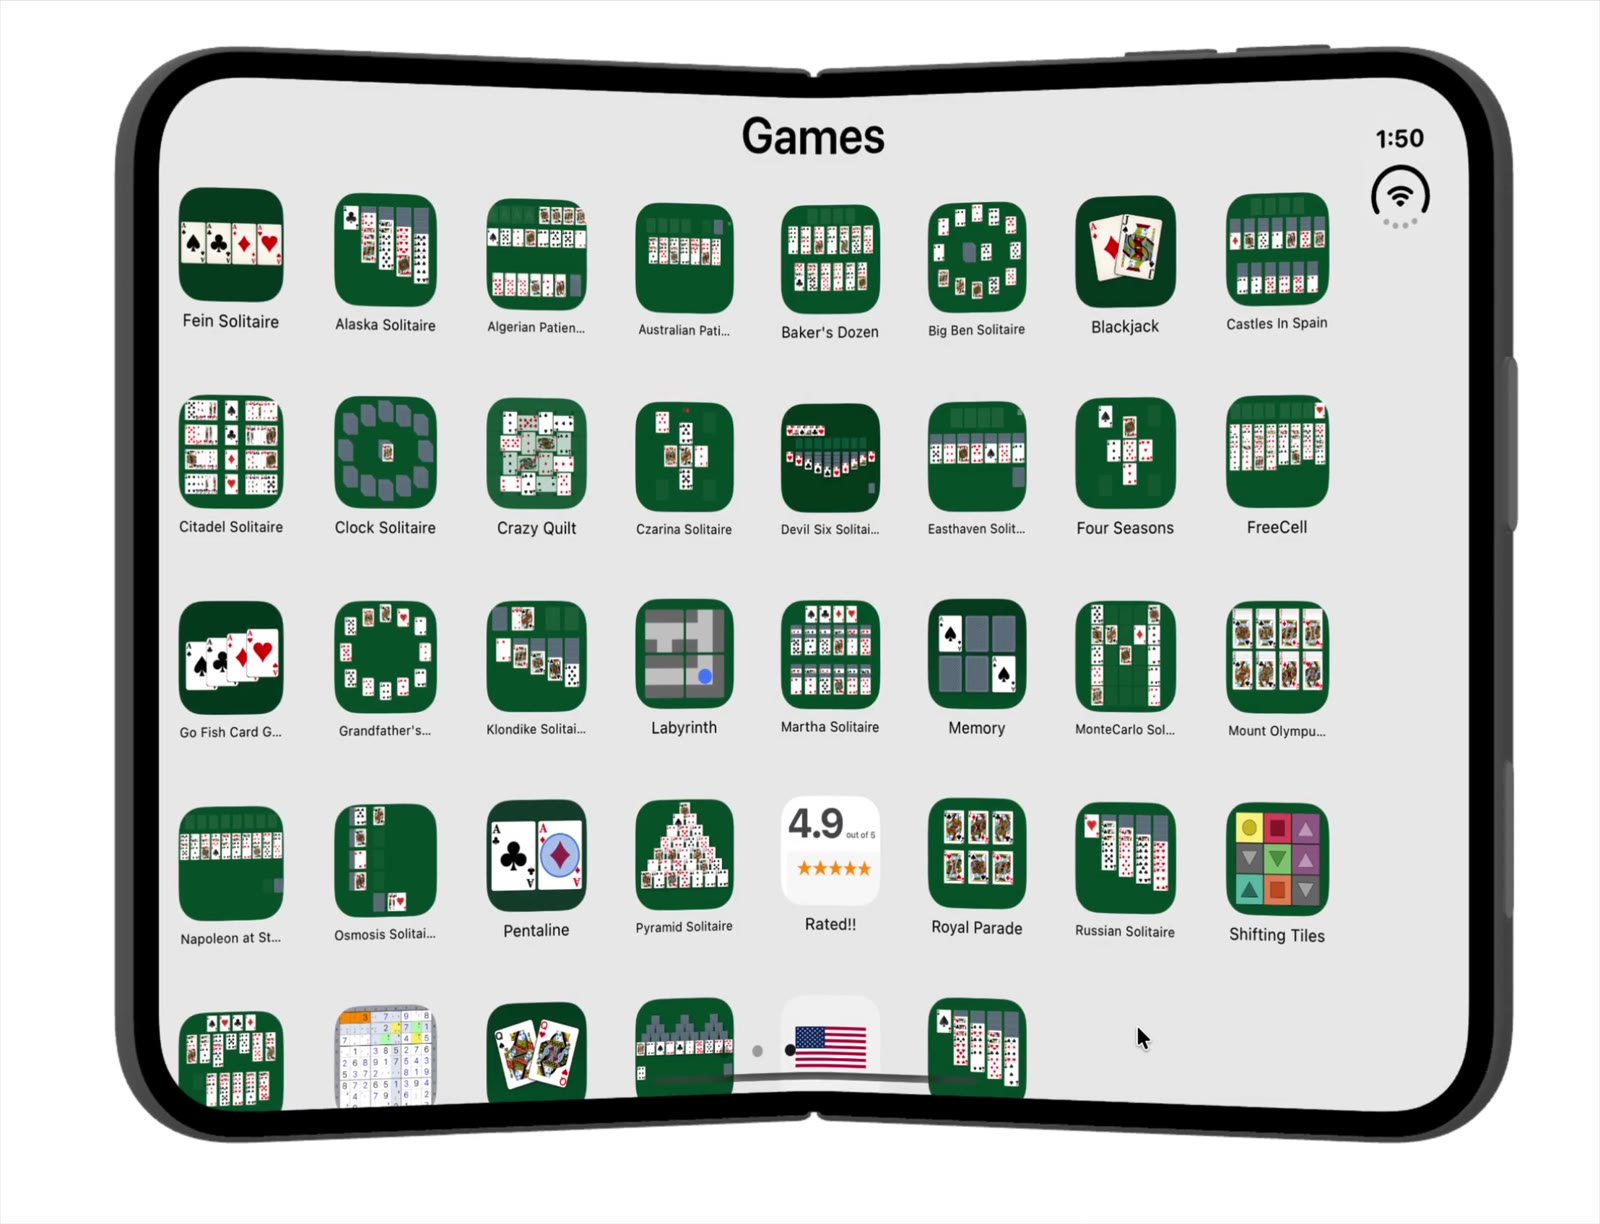 Games
1:50
Fein Solitaire
Alaska Solitaire
Algerian Patien...
Australian Pati...
Baker's Dozen
Big Ben Solitaire
Blackjack
Castles In Spain
Citadel Solitaire
Clock Solitaire
Crazy Quilt
Czarina Solitaire
Devil Six Solitai...
Easthaven Solit...
Four Seasons
FreeCell
Go Fish Card G...
Grandfather's...
Klondike Solitai...
Labyrinth
Martha Solitaire
Memory
MonteCarlo Sol...
Mount Olympu...
4.9 out of 5
Napoleon at St...
Osmosis Solitai...
Pentaline
Pyramid Solitaire
Rated!!
Royal Parade
Russian Solitaire
Shifting Tiles